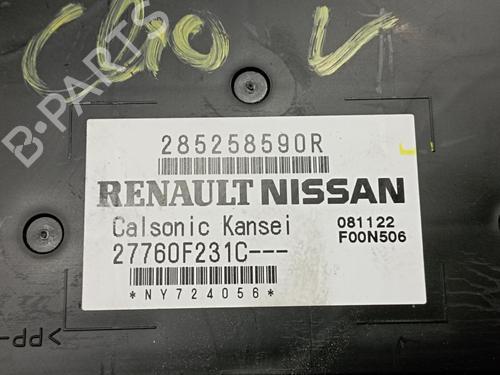 CLIO V
B-PARTS
285258590R
RENAULT NISSAN
Calsonic Kansei
081122
27760F231C---
F00N506
*NY724056*
>PP-